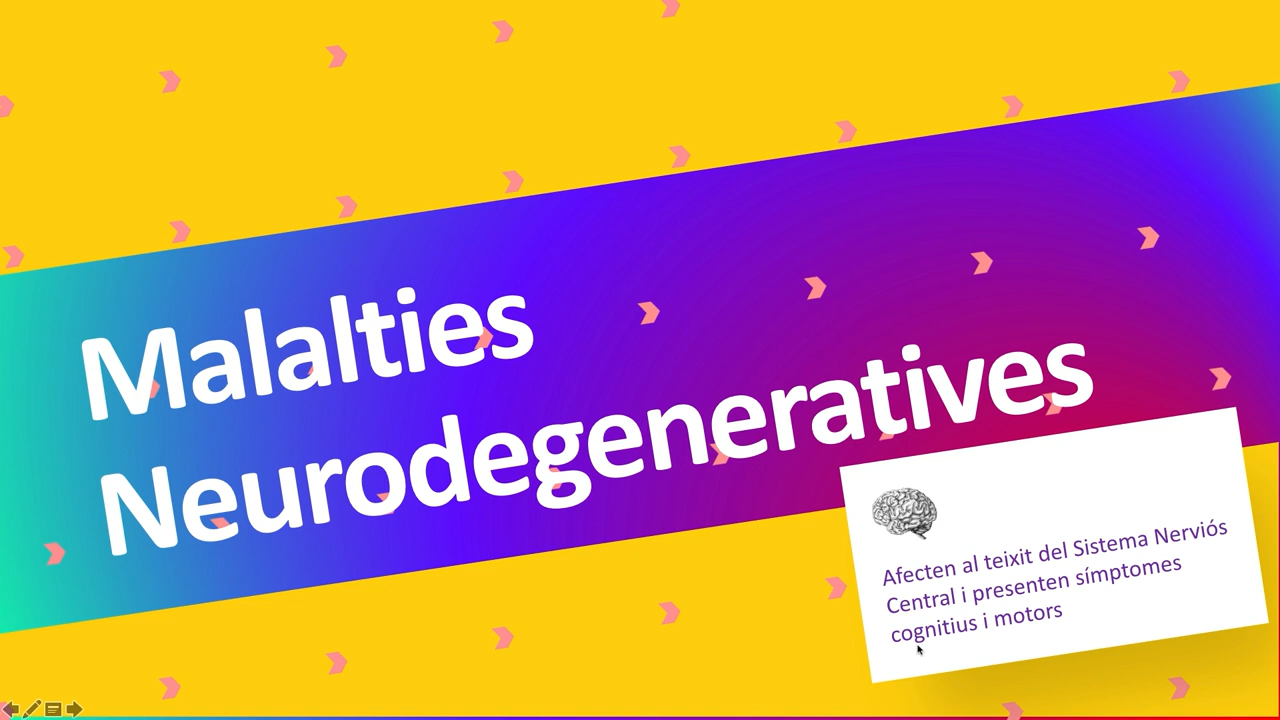 Malalties
Neurodegeneratives
Afecten al teixit del Sistema Nerviós
Central i presenten símptomes
cognitius i motors